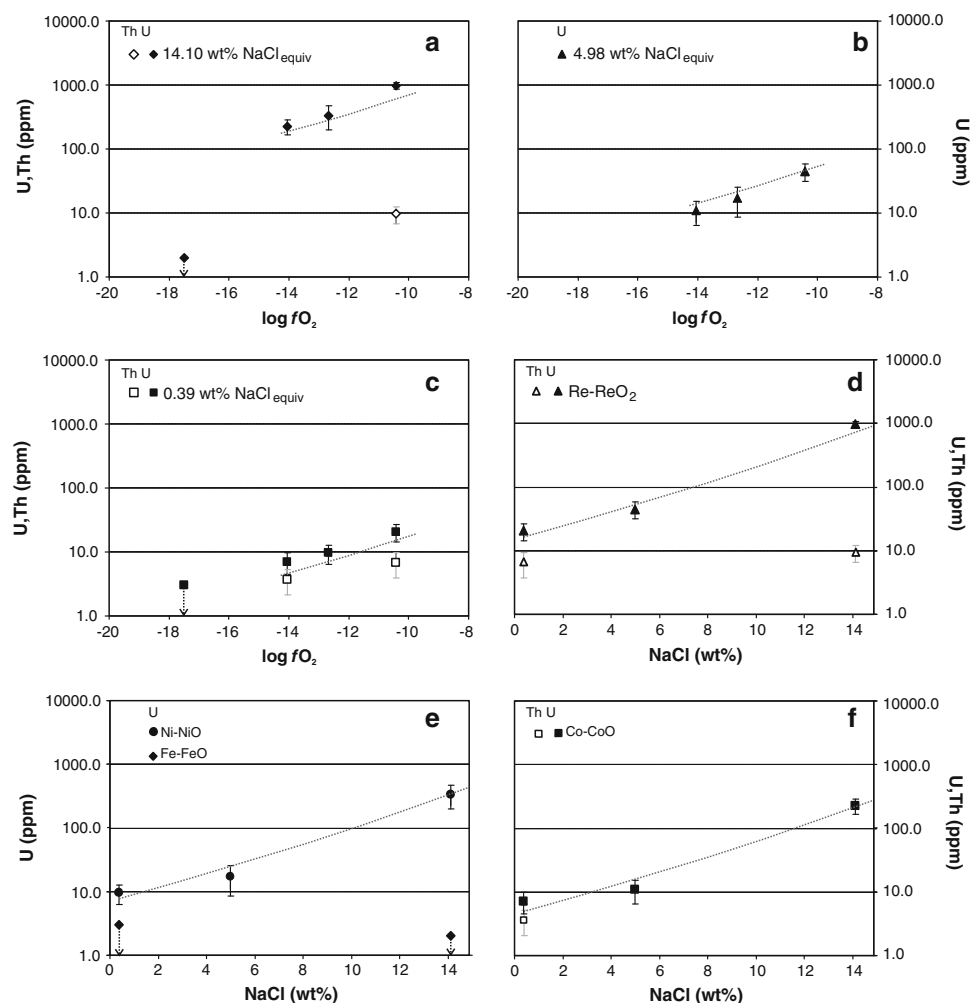 10000.0
1000.0
100.0
10.0
1.0
U,Th (ppm)
Th U
14.10 wt% NaClequiv
a
-20 -18 -16 -14 -12 -10 -8
log fO2
U
4.98 wt% NaClequiv
b
10000.0
1000.0
100.0
10.0
1.0
U (ppm)
-20 -18 -16 -14 -12 -10 -8
log fO2
10000.0
1000.0
100.0
10.0
1.0
U,Th (ppm)
Th U
0.39 wt% NaClequiv
c
-20 -18 -16 -14 -12 -10 -8
log fO2
Th U
Re-ReO2
d
10000.0
1000.0
100.0
10.0
1.0
U,Th (ppm)
0 2 4 6 8 10 12 14
NaCl (wt%)
10000.0
1000.0
100.0
10.0
1.0
U (ppm)
U
Ni-NiO
Fe-FeO
e
0 2 4 6 8 10 12 14
NaCl (wt%)
Th U
Co-CoO
f
10000.0
1000.0
100.0
10.0
1.0
U,Th (ppm)
0 2 4 6 8 10 12 14
NaCl (wt%)